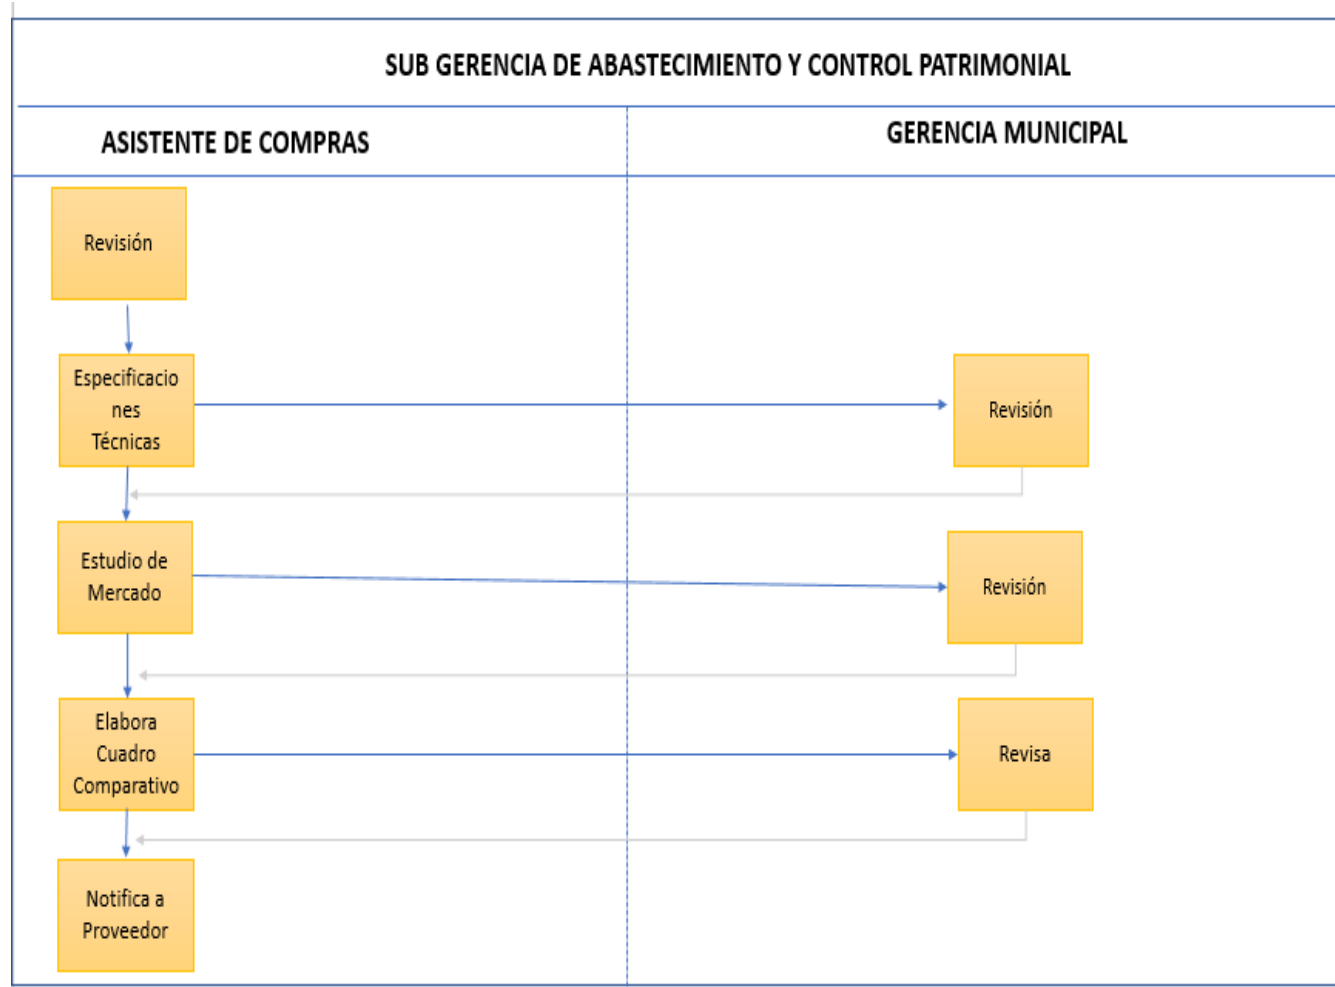 SUB GERENCIA DE ABASTECIMIENTO Y CONTROL PATRIMONIAL
ASISTENTE DE COMPRAS
GERENCIA MUNICIPAL
Revisión
Especificacio
nes
Técnicas
Revisión
Estudio de
Mercado
Revisión
Elabora
Cuadro
Comparativo
Revisa
Notifica a
Proveedor